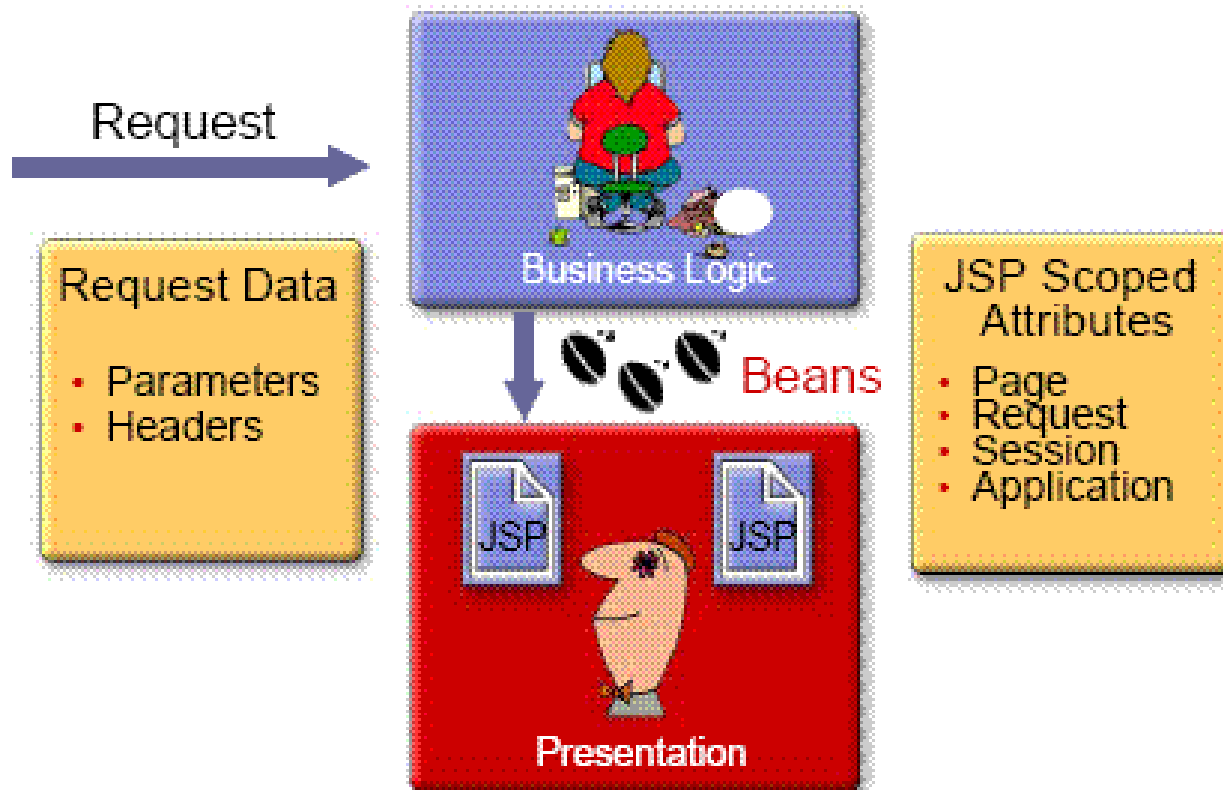 Request
Business Logic
Request Data
• Parameters
• Headers
Beans
JSP Scoped
Attributes
• Page
• Request
• Session
• Application
JSP
JSP
Presentation